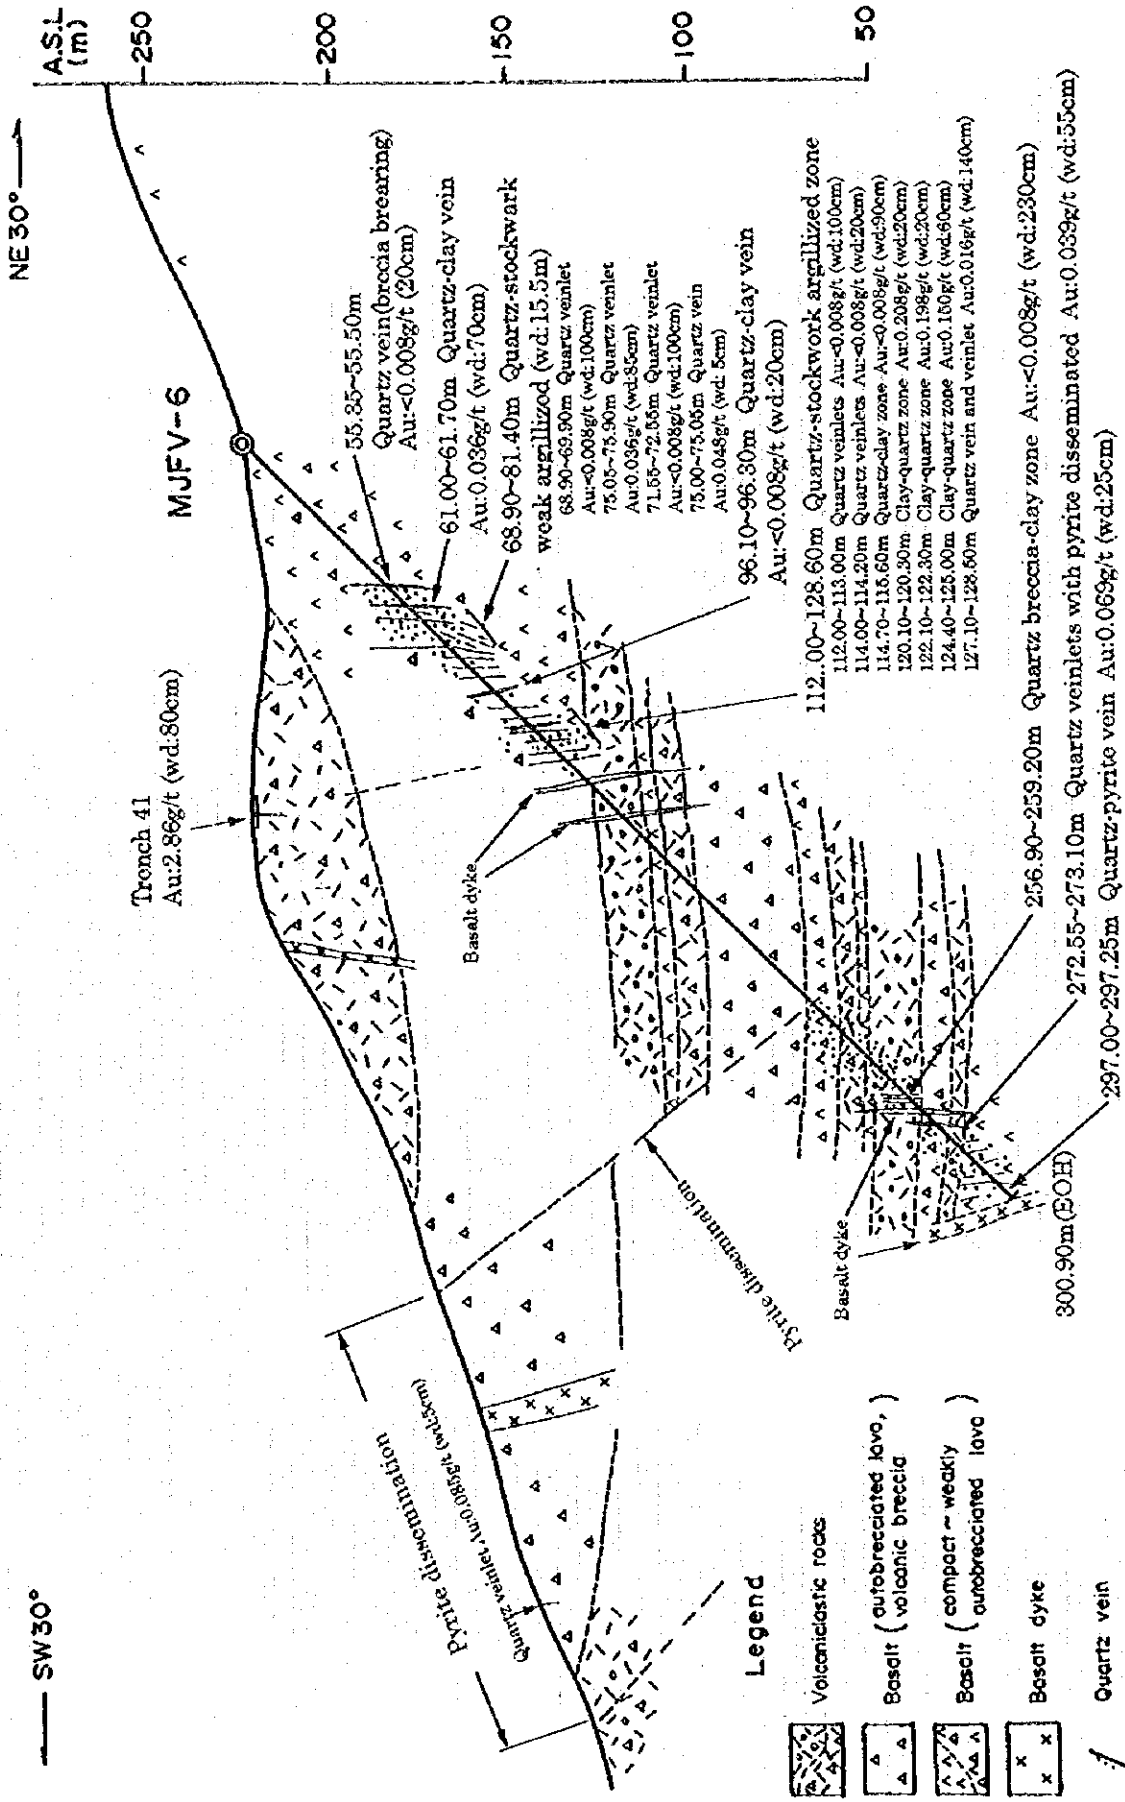 — SW30°
NE 30° →
A.S.L
(m)
250
200
150
100
50
MJFV-6
Trench 41
Au:2.86g/t (wd:80cm)
55.35~55.50m
Quartz vein(breccia brearing)
Au:<0.008g/t (20cm)
61.00~61.70m Quartz-clay vein
Au:0.036g/t (wd:70cm)
68.90~81.40m Quartz-stockwark
weak argillized (wd:15.5m)
68.90~69.90m Quartz veinlet
Au:<0.008g/t (wd:100cm)
75.05~75.90m Quartz veinlet
Au:0.036g/t (wd:85cm)
71.55~72.55m Quartz veinlet
Au:<0.008g/t (wd:100cm)
75.00~75.05m Quartz vein
Au:0.048g/t (wd: 5cm)
96.10~96.30m Quartz-clay vein
Au:<0.008g/t (wd:20cm)
112..00~128.60m Quartz-stockwork argillized zone
112.00~113.00m Quartz veinlets Au:<0.008g/t (wd:100cm)
114.00~114.20m Quartz veinlets Au:<0.008g/t (wd:20cm)
114.70~115.60m Quartz-clay zone Au:<0.008g/t (wd:90cm)
120.10~120.30m Clay-quartz zone Au:0.208g/t (wd:20cm)
122.10~122.30m Clay-quartz zone Au:0.198g/t (wd:20cm)
124.40~125.00m Clay-quartz zone Au:0.150g/t (wd:60cm)
127.10~128.50m Quartz vein and veinlet Au:0.016g/t (wd:140cm)
Basalt dyke
Pyrite dissemination
Quartz veinlet Au:0.085g/t (wd:5cm)
Pyrite dissemination
Basalt dyke
256.90~259.20m Quartz breccia-clay zone Au:<0.008g/t (wd:230cm)
272.55~273.10m Quartz veinlets with pyrite disseminated Au:0.039g/t (wd:55cm)
297.00~297.25m Quartz-pyrite vein Au:0.069g/t (wd:25cm)
300.90m(EOH)
Legend
Volcaniclastic rocks
Basalt ( autobrecciated lava, )
volcanic breccia
Basalt ( compact ~ weakly )
autobrecciated lava
Basalt dyke
Quartz vein